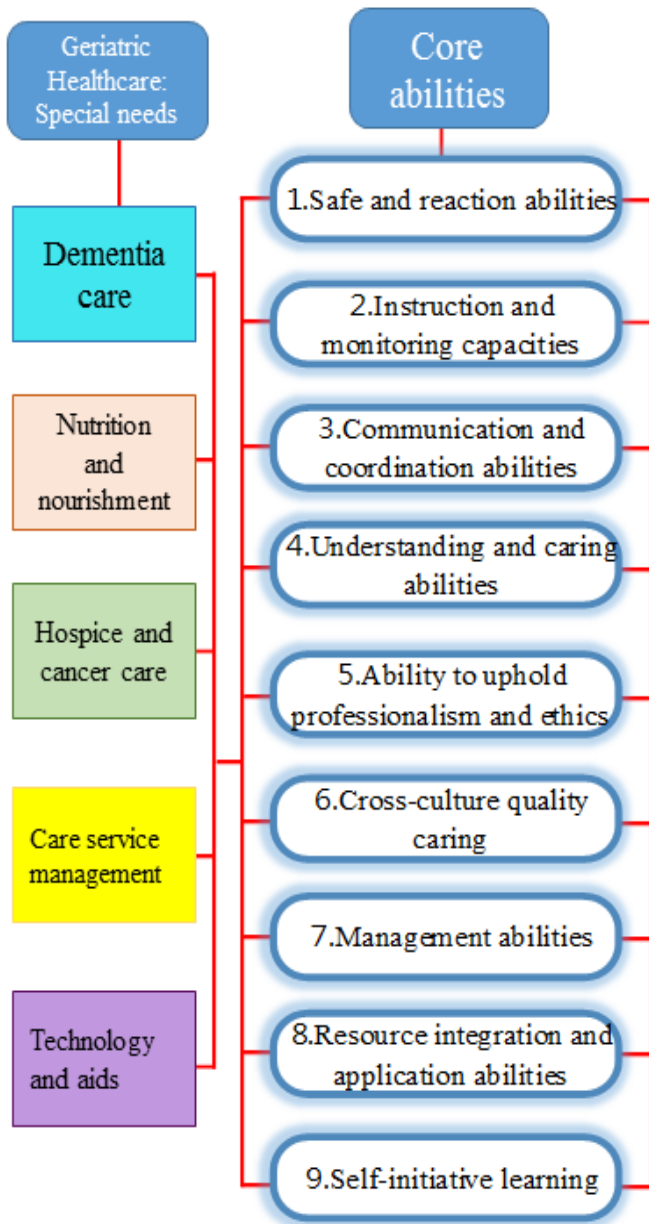 Geriatric
Healthcare:
Special needs
Dementia
care
Nutrition
and
nourishment
Hospice and
cancer care
Care service
management
Technology
and aids
Core
abilities
1.Safe and reaction abilities
2.Instruction and
monitoring capacities
3.Communication and
coordination abilities
4.Understanding and caring
abilities
5.Ability to uphold
professionalism and ethics
6.Cross-culture quality
caring
7.Management abilities
8.Resource integration and
application abilities
9.Self-initiative learning